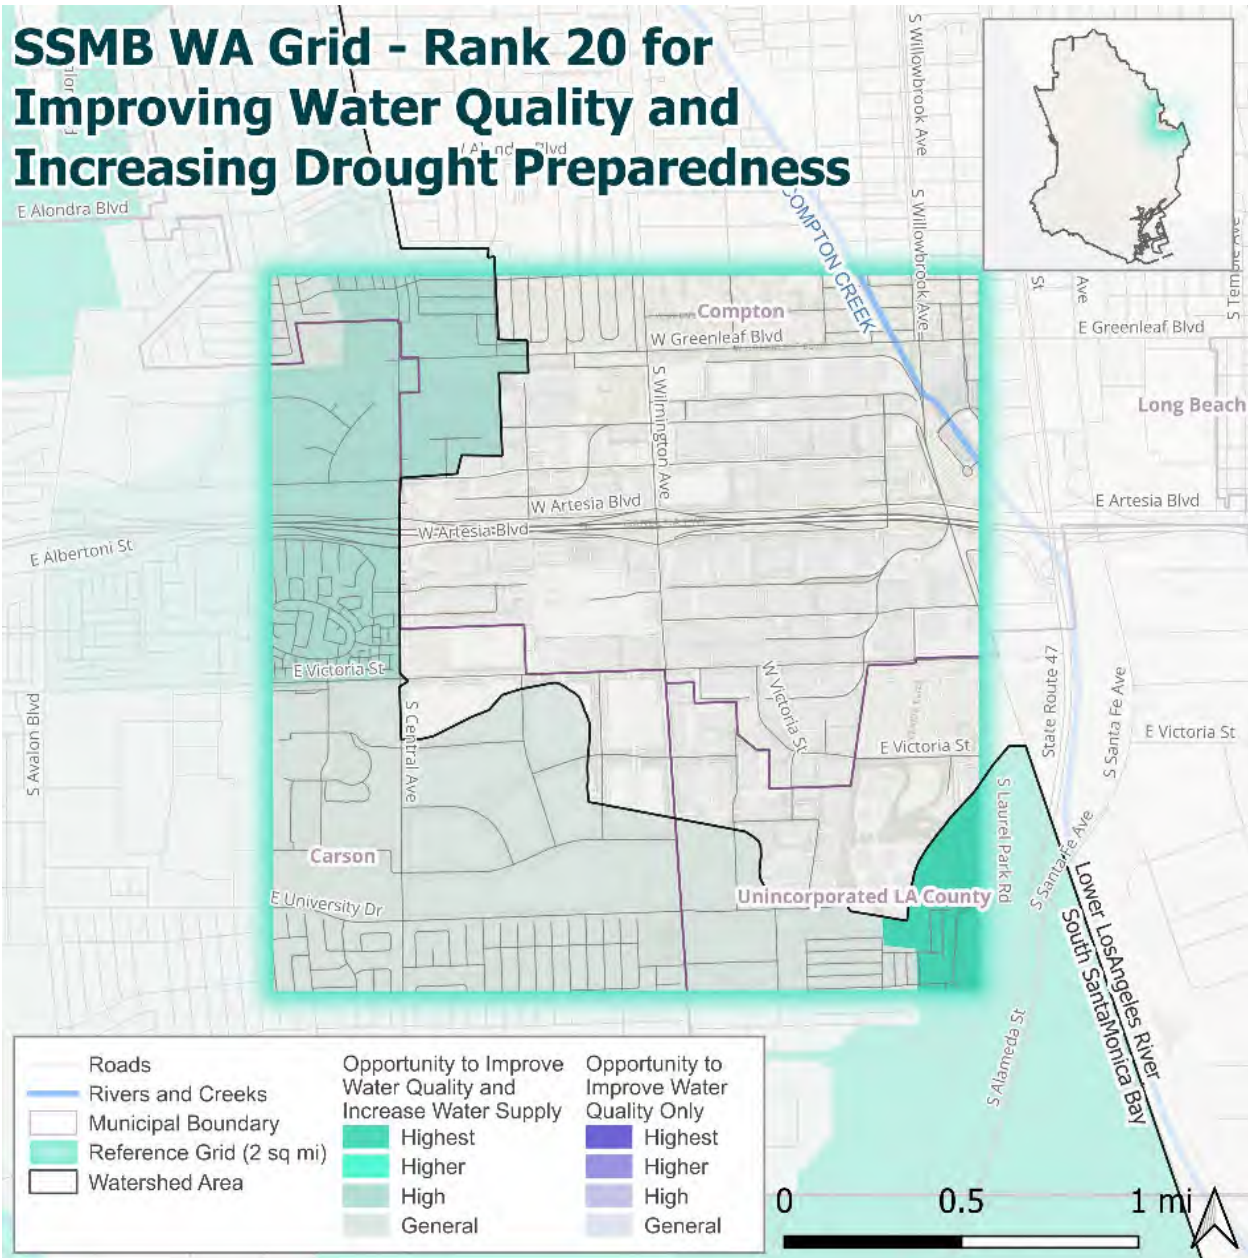 SSMB WA Grid - Rank 20 for
Improving Water Quality and
Increasing Drought Preparedness
E Alondra Blvd
S Willowbrook Ave
S Willowbrook Ave
COMPTON CREEK
Compton
W Greenleaf Blvd
E Greenleaf Blvd
St
Ave
Long Beach
S Wilmington Ave
W Artesia Blvd
W Artesia Blvd
E Artesia Blvd
E Albertoni St
E Victoria St
S Central Ave
S Avalon Blvd
W Victoria St
E Victoria St
State Route 47
S Santa Fe Ave
E Victoria St
S Laurel Park Rd
S Santa Fe Ave
Carson
E University Dr
Unincorporated LA County
Lower LosAngeles River
South SantaMonica Bay
S Alameda St
Roads
Rivers and Creeks
Municipal Boundary
Reference Grid (2 sq mi)
Watershed Area
Opportunity to Improve
Water Quality and
Increase Water Supply
Highest
Higher
High
General
Opportunity to
Improve Water
Quality Only
Highest
Higher
High
General
0 0.5 1 mi